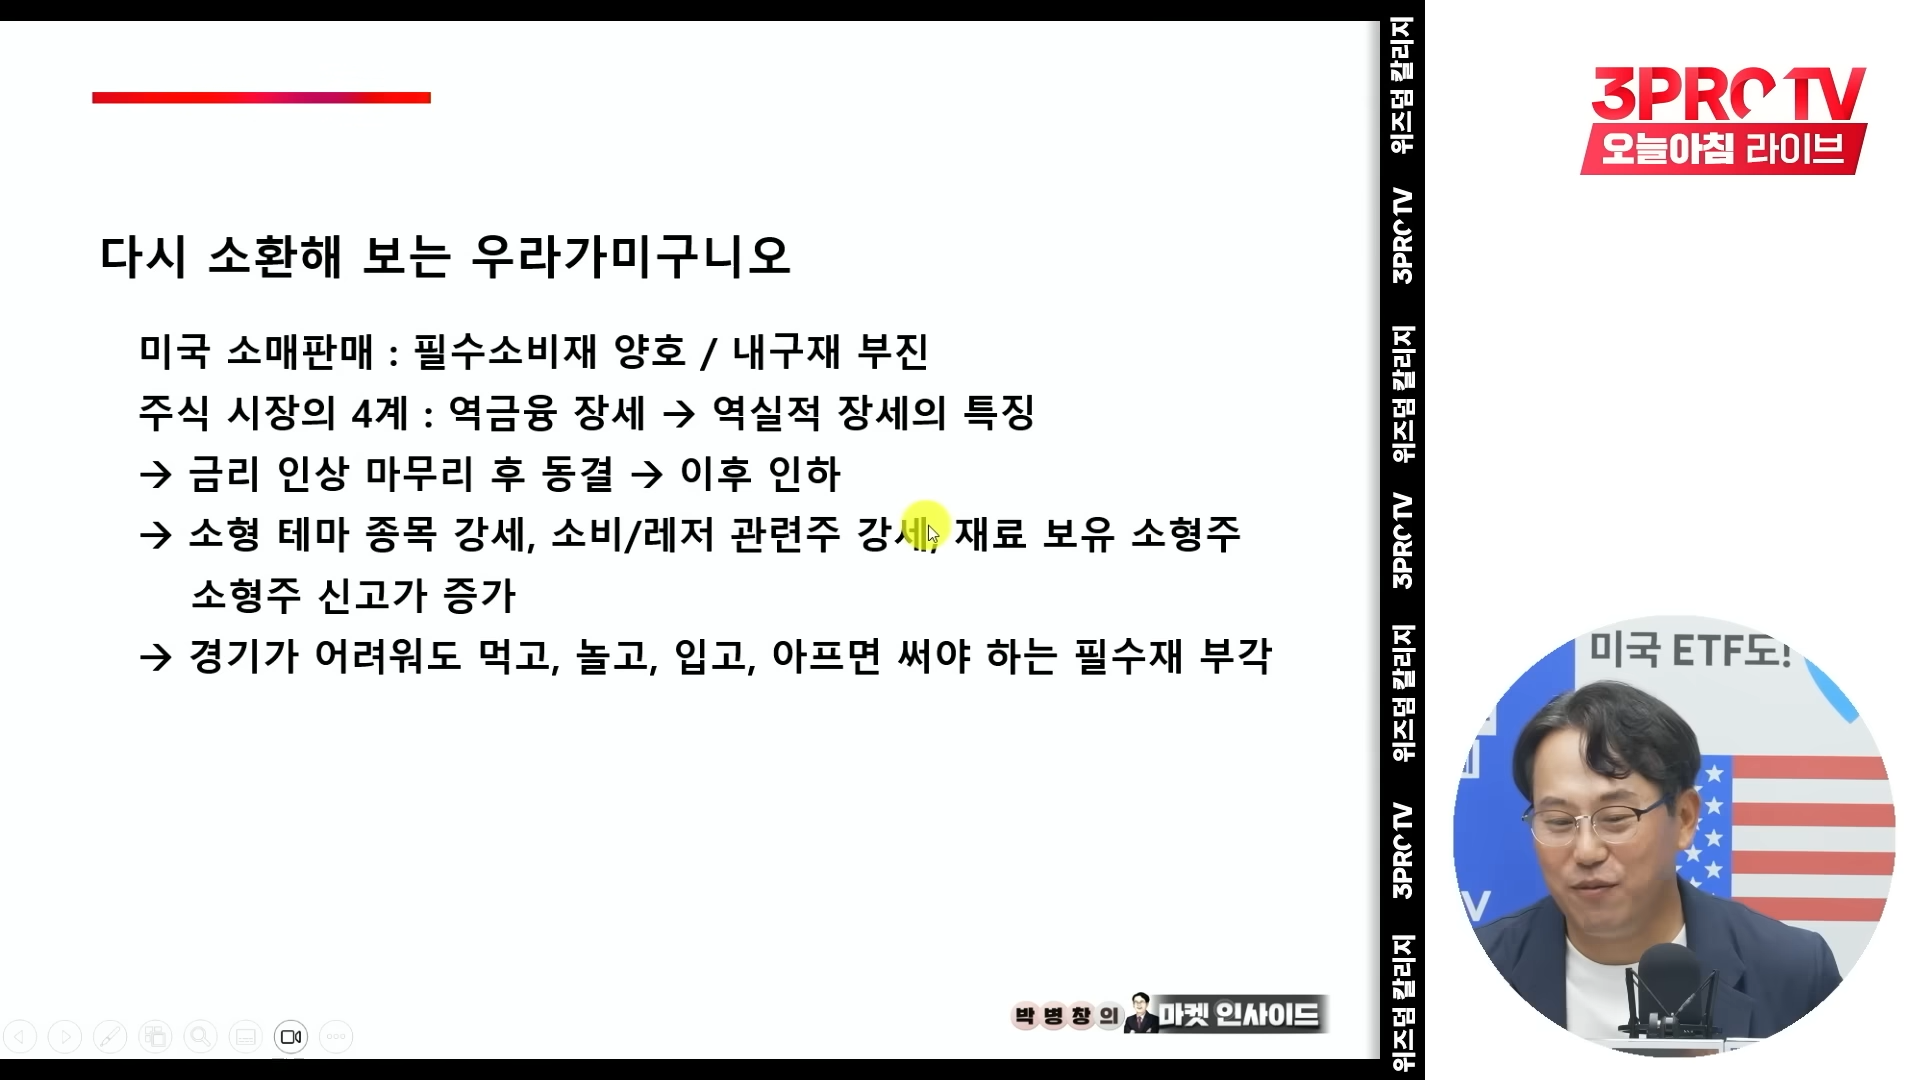 다시 소환해 보는 우라가미구니오
미국 소매판매 : 필수소비재 양호 / 내구재 부진
주식 시장의 4계 : 역금융 장세 → 역실적 장세의 특징
→ 금리 인상 마무리 후 동결 → 이후 인하
→ 소형 테마 종목 강세, 소비/레저 관련주 강세, 재료 보유 소형주
소형주 신고가 증가
→ 경기가 어려워도 먹고, 놀고, 입고, 아프면 써야 하는 필수재 부각
박병창의 마켓 인사이드
위즈덤 칼리지
3PROTV
위즈덤 칼리지
3PROTV
위즈덤 칼리지
3PROTV
위즈덤 칼리지
3PROTV
오늘아침 라이브
미국 ETF도!
V